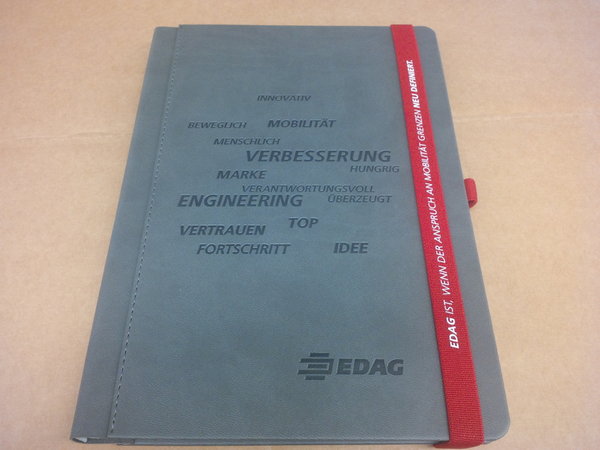 INNOVATIV
BEWEGLICH MOBILITÄT
MENSCHLICH
VERBESSERUNG
MARKE HUNGRIG
VERANTWORTUNGSVOLL
ENGINEERING ÜBERZEUGT
VERTRAUEN TOP
FORTSCHRITT IDEE
EDAG
EDAG IST, WENN DER ANSPRUCH AN MOBILITÄT GRENZEN NEU DEFINIERT.